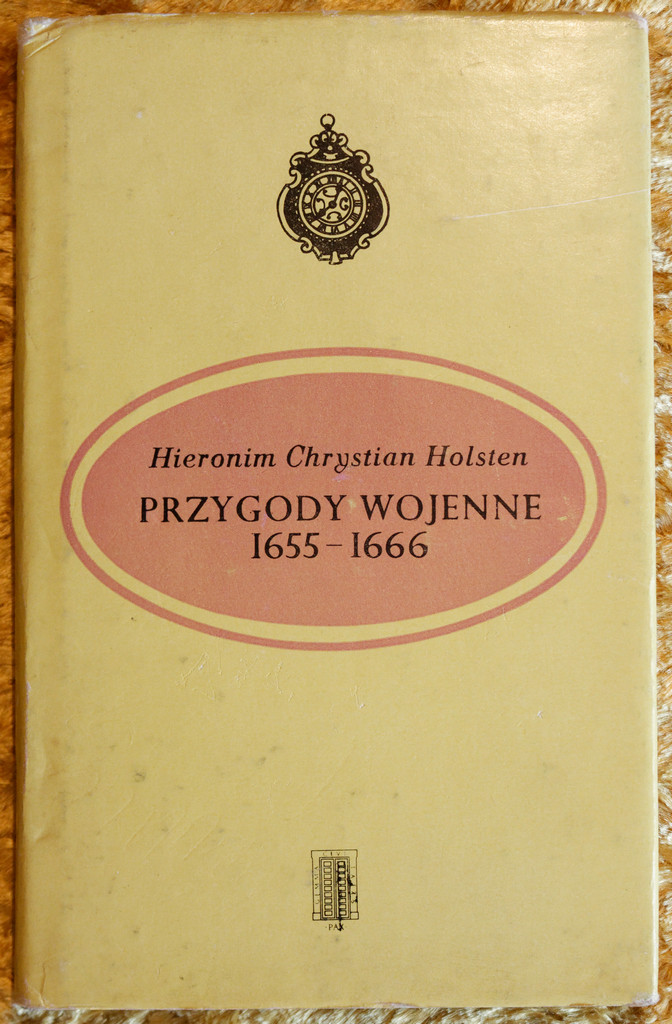 Hieronim Chrystian Holsten
PRZYGODY WOJENNE
1655–1666
·PAX